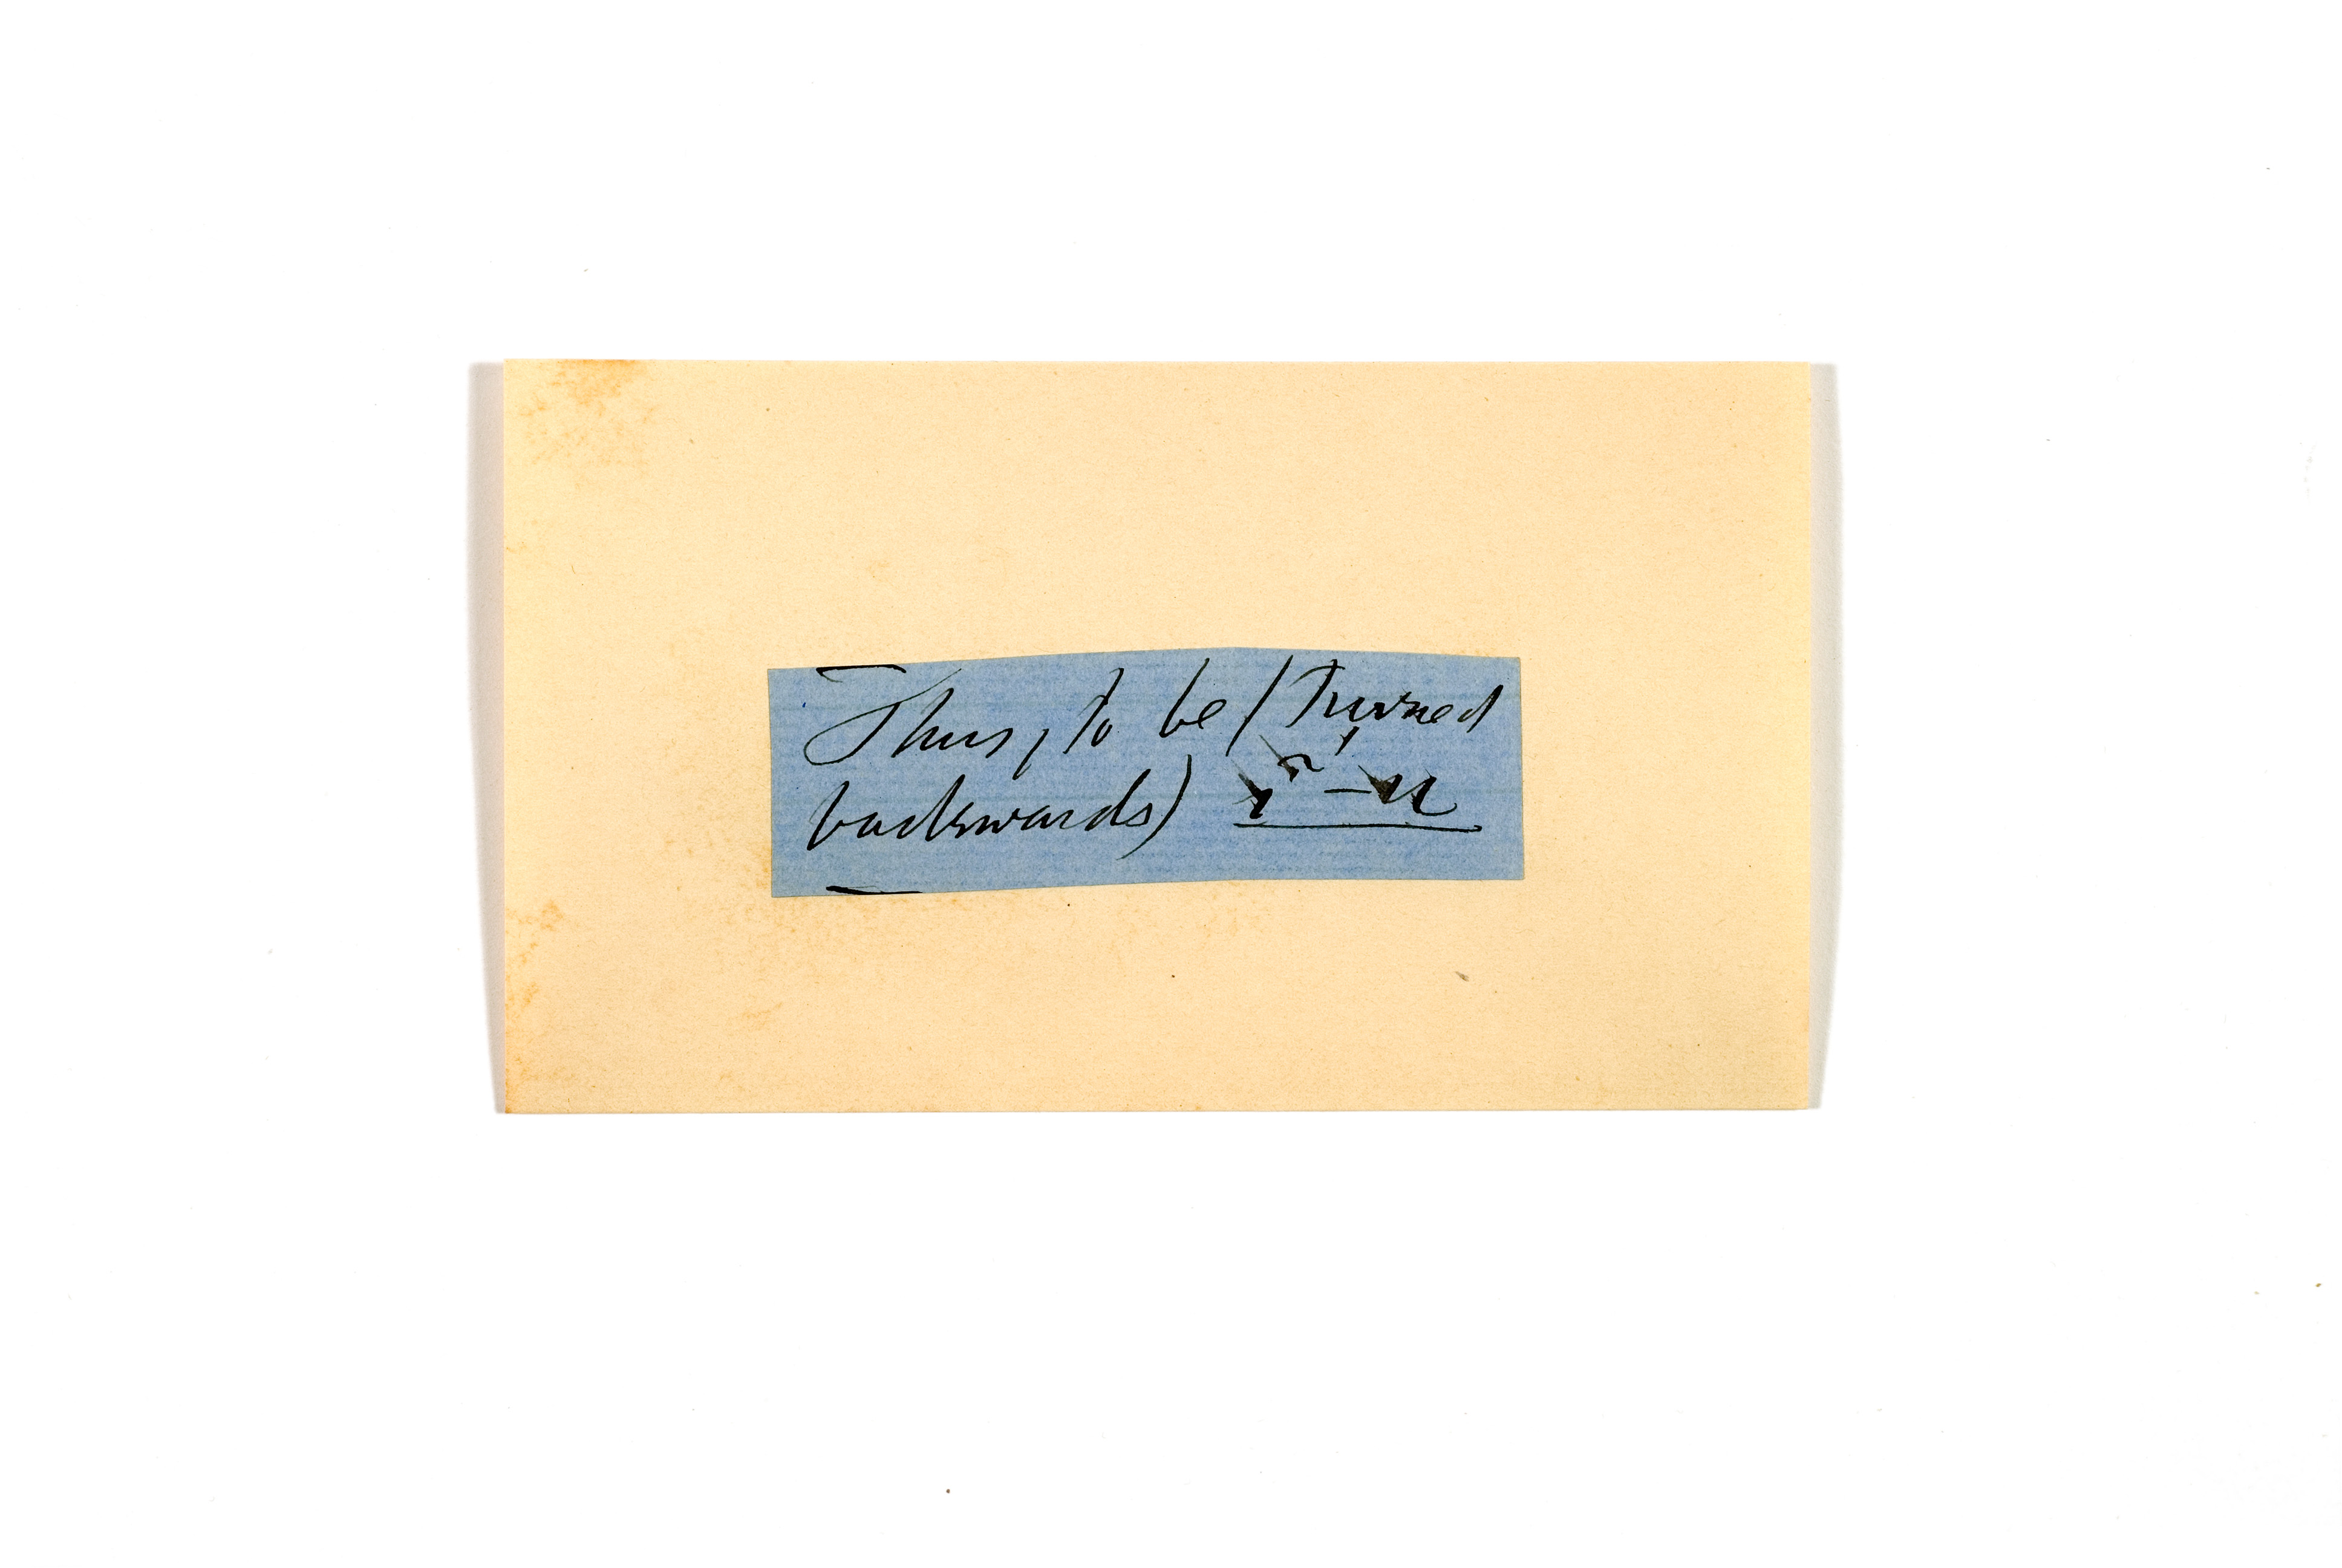 Thus, to be (turned
backwards)